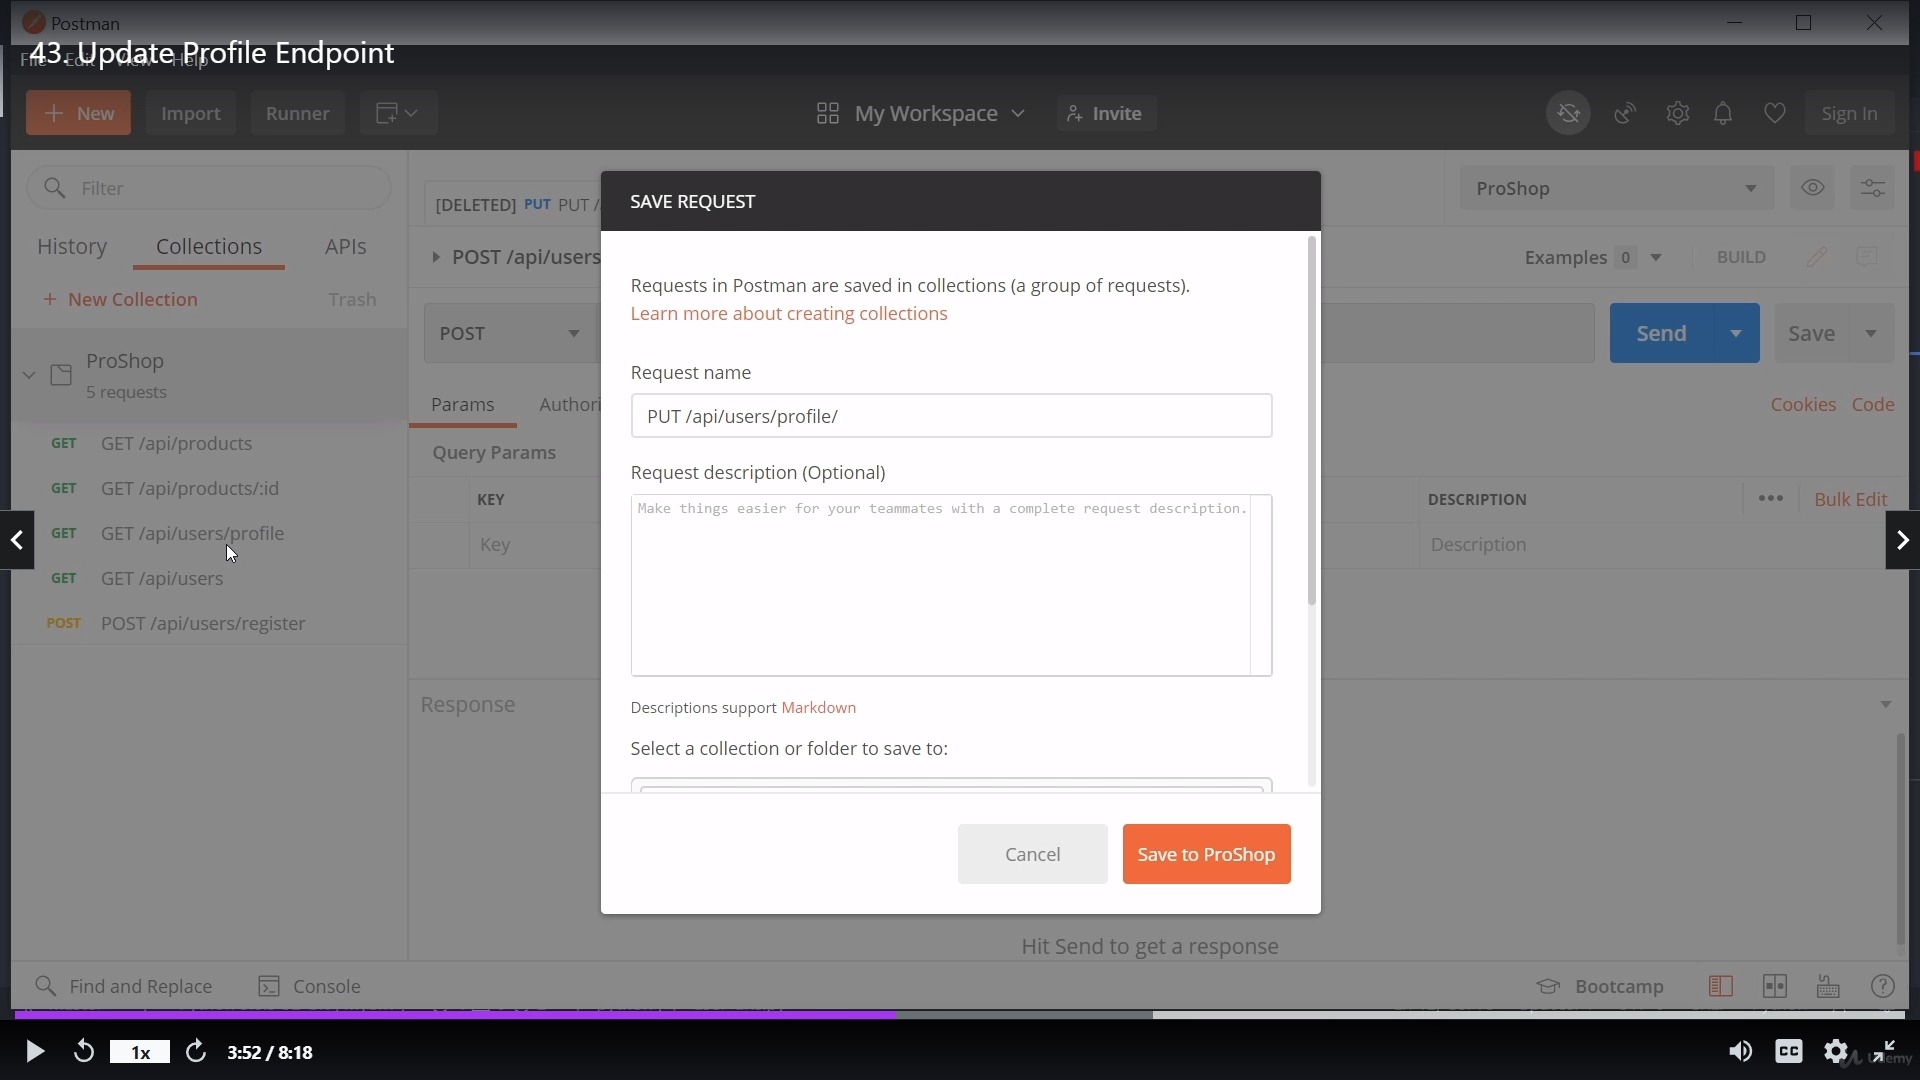 Postman
43. Update Profile Endpoint
File Edit View Help
New
Import
Runner
My Workspace
Invite
Sign In
Filter
[DELETED] PUT PUT /
ProShop
SAVE REQUEST
History
Collections
APIs
POST /api/users
Examples 0
BUILD
New Collection
Trash
Requests in Postman are saved in collections (a group of requests).
Learn more about creating collections
POST
Send
Save
ProShop
5 requests
Request name
PUT /api/users/profile/
Params
Authori
Cookies
Code
GET GET /api/products
Query Params
Request description (Optional)
GET GET /api/products/:id
KEY
Make things easier for your teammates with a complete request description.
DESCRIPTION
Bulk Edit
GET GET /api/users/profile
Key
Description
GET GET /api/users
POST POST /api/users/register
Response
Descriptions support Markdown
Select a collection or folder to save to:
Cancel
Save to ProShop
Hit Send to get a response
Find and Replace
Console
Bootcamp
1x
3:52 / 8:18
CC
Udemy